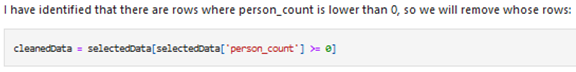 I have identified that there are rows where person_count is lower than 0, so we will remove whose rows:
cleanedData = selectedData[selectedData['person_count'] >= 0]